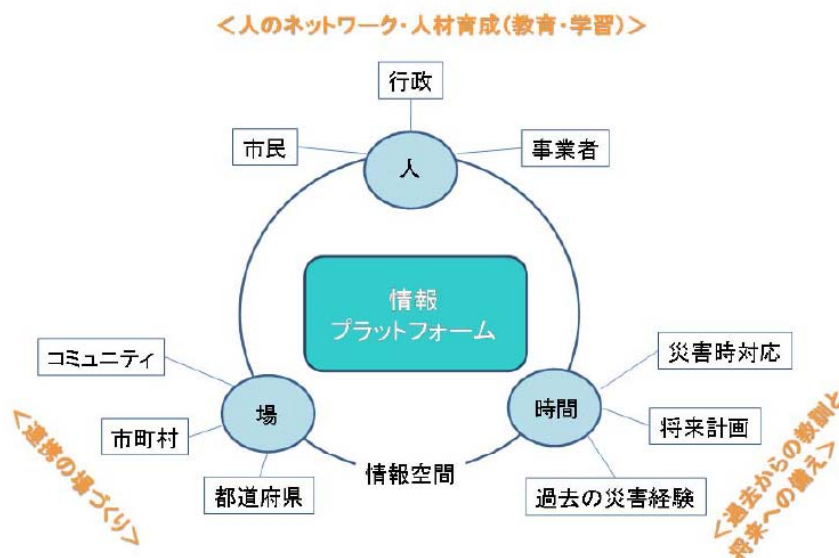 ＜人のネットワーク・人材育成(教育・学習)＞
行政
市民
事業者
人
情報
プラットフォーム
コミュニティ
市町村
都道府県
場
＜連携の場づくり＞
情報空間
時間
災害時対応
将来計画
過去の災害経験
＜過去からの教訓と
将来への備え＞